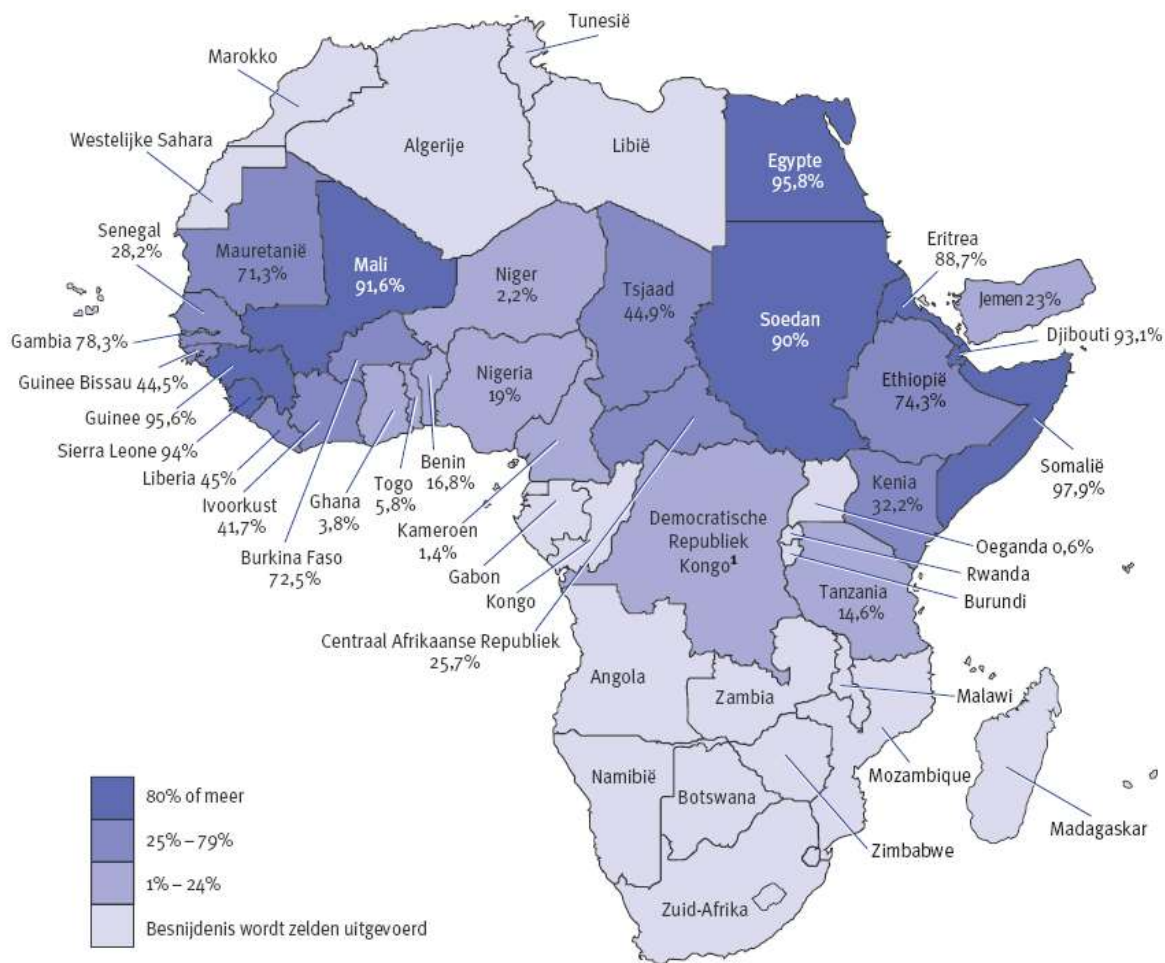 Tunesië
Marokko
Westelijke Sahara
Algerije
Libië
Egypte
95,8%
Senegal
28,2%
Mauretanië
71,3%
Mali
91,6%
Niger
2,2%
Tsjaad
44,9%
Soedan
90%
Eritrea
88,7%
Jemen 23%
Djibouti 93,1%
Gambia 78,3%
Guinee Bissau 44,5%
Guinee 95,6%
Sierra Leone 94%
Liberia 45%
Ivoorkust
41,7%
Burkina Faso
72,5%
Ghana
3,8%
Togo
5,8%
Benin
16,8%
Nigeria
19%
Kameroen
1,4%
Gabon
Kongo
Centraal Afrikaanse Republiek
25,7%
Democratische
Republiek
Kongo¹
Ethiopië
74,3%
Somalië
97,9%
Kenia
32,2%
Oeganda 0,6%
Rwanda
Burundi
Tanzania
14,6%
Angola
Zambia
Malawi
Mozambique
Madagaskar
Namibië
Botswana
Zimbabwe
Zuid-Afrika
80% of meer
25% – 79%
1% – 24%
Besnijdenis wordt zelden uitgevoerd